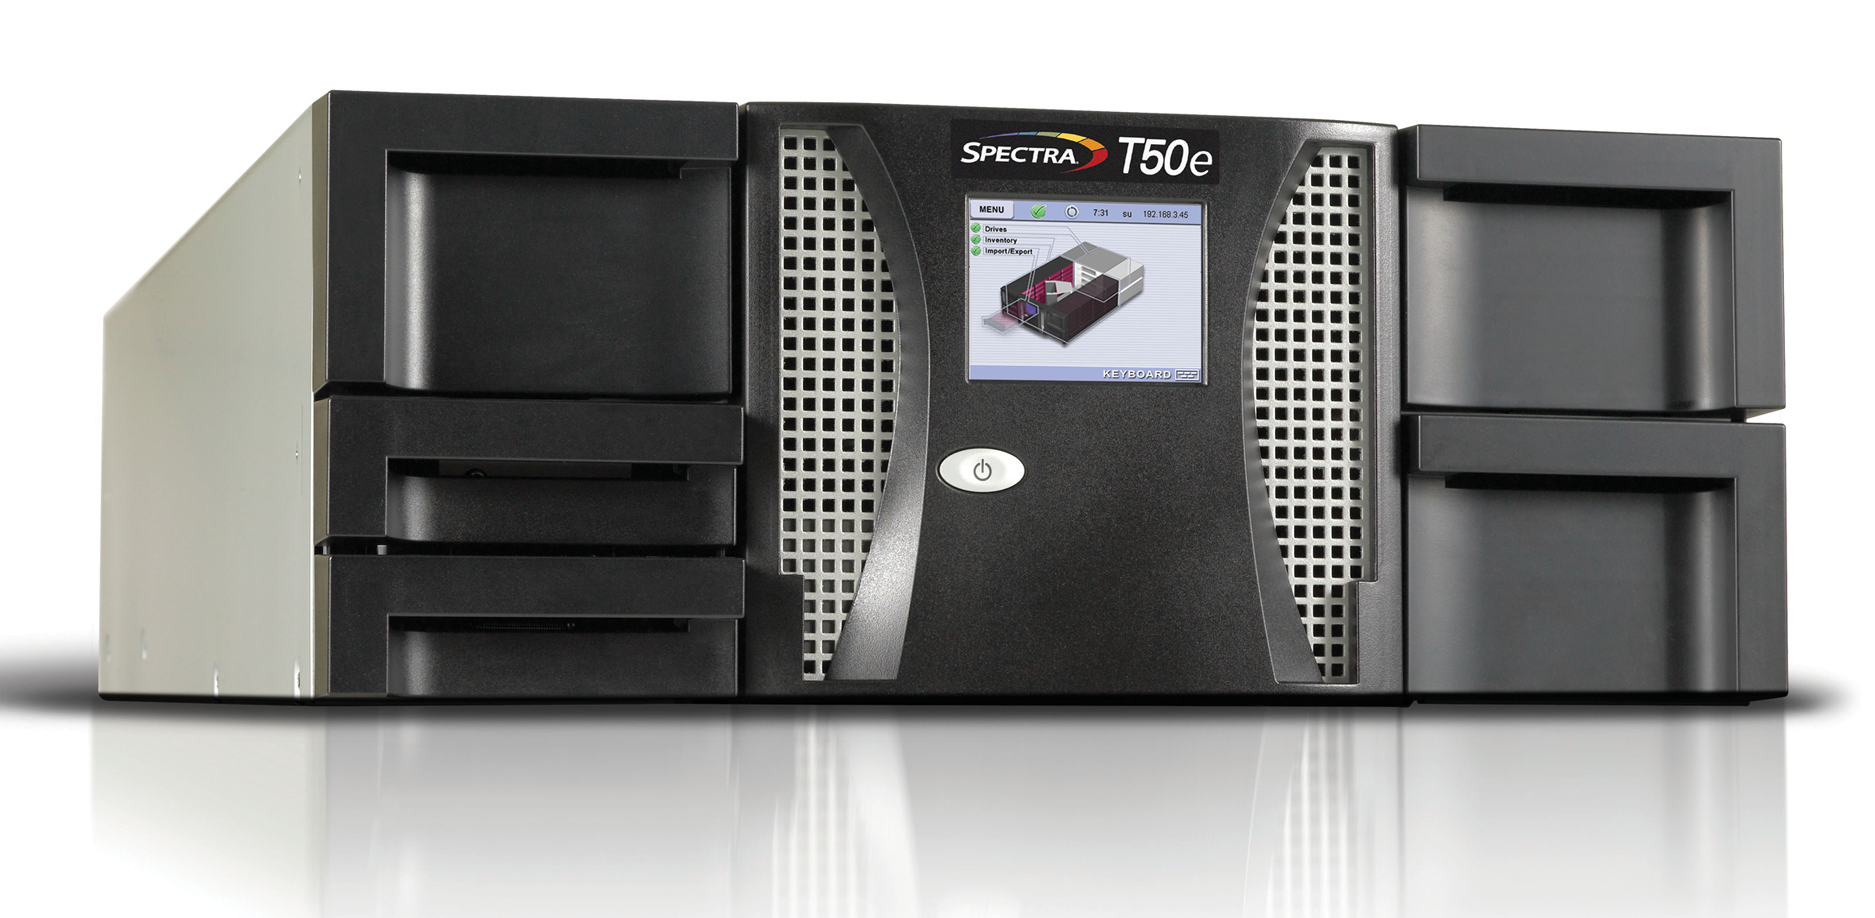 SPECTRA T50e
MENU 7:31 su 192.168.3.45
Drives
Inventory
Import/Export
KEYBOARD